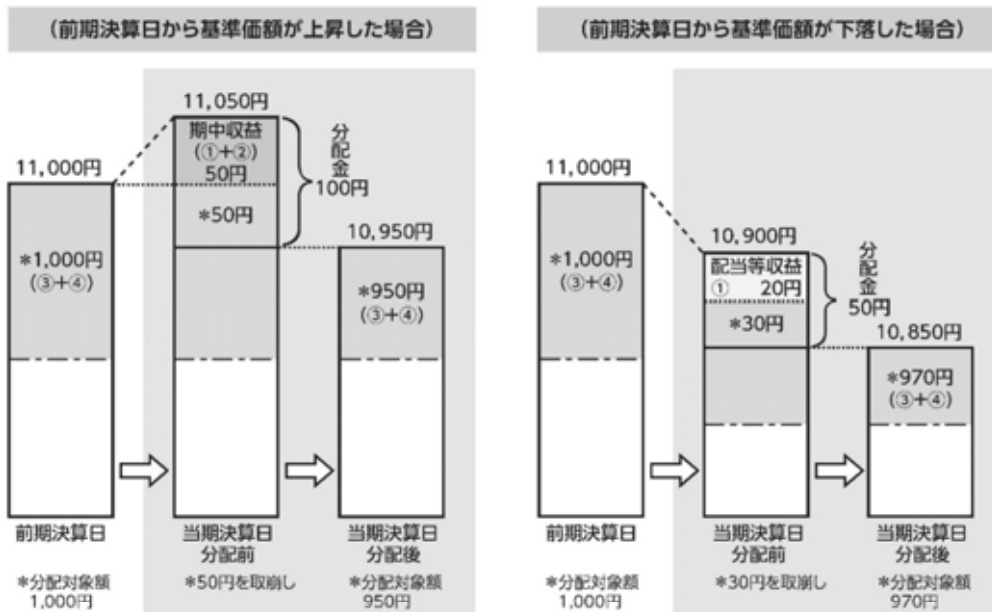 (前期決算日から基準価額が上昇した場合)
11,000円
*1,000円
(③+④)
前期決算日
*分配対象額
1,000円
11,050円
期中収益
(①+②)
50円
*50円
分配金
100円
当期決算日
分配前
*50円を取崩し
10,950円
*950円
(③+④)
当期決算日
分配後
*分配対象額
950円
(前期決算日から基準価額が下落した場合)
11,000円
*1,000円
(③+④)
前期決算日
*分配対象額
1,000円
10,900円
配当等収益
① 20円
*30円
分配金
50円
当期決算日
分配前
*30円を取崩し
10,850円
*970円
(③+④)
当期決算日
分配後
*分配対象額
970円